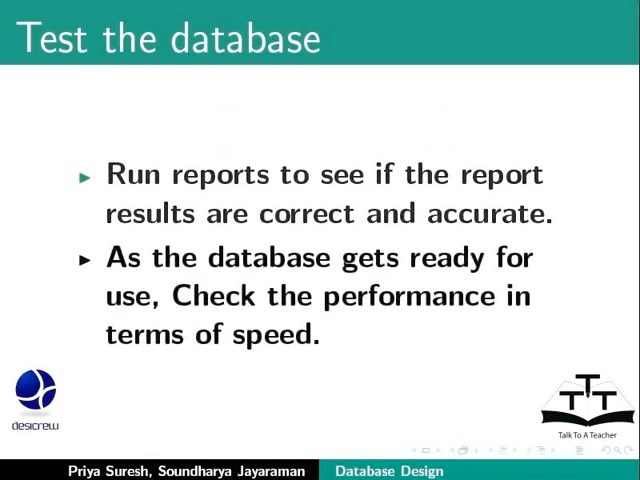 Test the database
Run reports to see if the report
results are correct and accurate.
As the database gets ready for
use, Check the performance in
terms of speed.
desicrew
TTT
Talk To A Teacher
Priya Suresh, Soundharya Jayaraman
Database Design